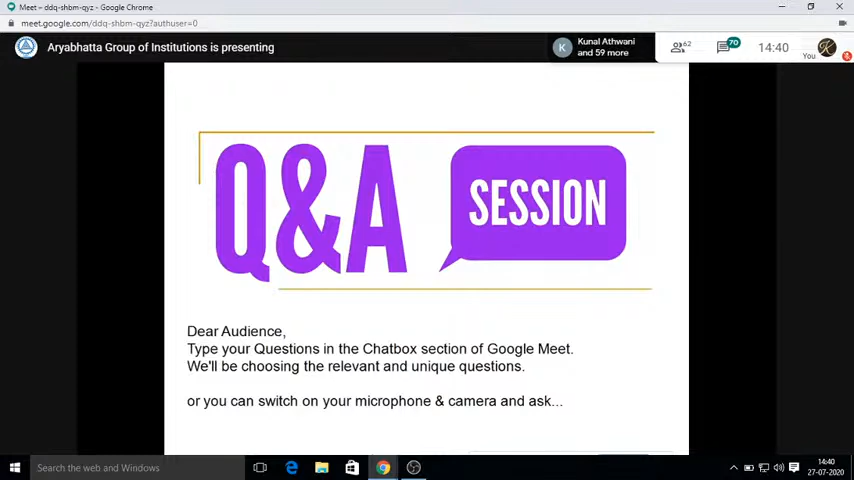 Meet – ddq-shbm-qyz - Google Chrome
meet.google.com/ddq-shbm-qyz?authuser=0
Aryabhatta Group of Institutions is presenting
K
Kunal Athwani
and 59 more
62
70
14:40
You
Q&A
SESSION
Dear Audience,
Type your Questions in the Chatbox section of Google Meet.
We'll be choosing the relevant and unique questions.
or you can switch on your microphone & camera and ask...
Search the web and Windows
14:40
27-07-2020